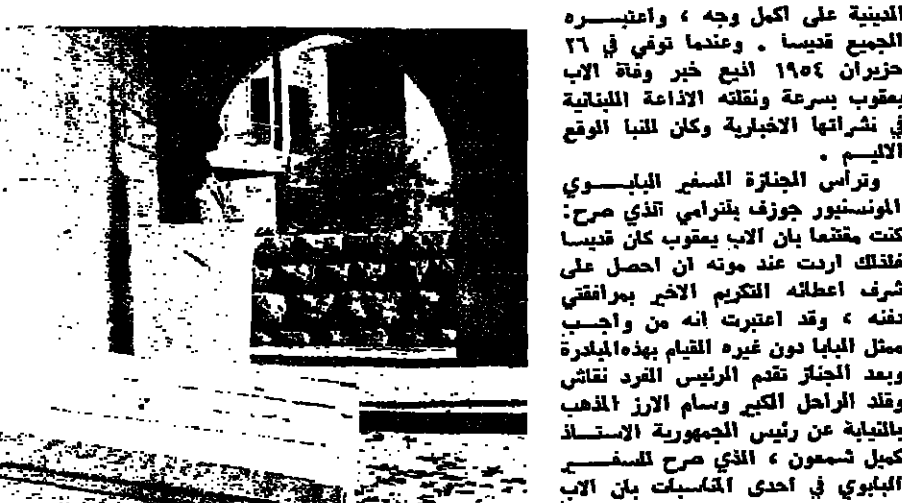 الدينية على اكمل وجه ، واعتبـــره
الجميع قديسا . وعندما توفي في ٢٦
حزيران ١٩٥٤ اذيع خبر وفاة الاب
يعقوب بسرعة ونقلته الاذاعة اللبنانية
في نشراتها الاخبارية وكان للنبا الوقع
الاليـــم .
وترأس الجنازة السفير البابـــوي
المونسنيور جوزف بلترامي الذي صرح:
كنت مقتنعا بان الاب يعقوب كان قديسا
فلذلك اردت عند موته ان احصل على
شرف اعطائه التكريم الاخير بمرافقتي
دفنه ، وقد اعتبرت انه من واجـــب
ممثل البابا دون غيره القيام بهذه المبادرة
وبعد الجناز تقدم الرئيس الفرد نقاش
وقلد الراحل الكبير وسام الارز المذهب
بالنيابة عن رئيس الجمهورية الاستـــاذ
كميل شمعون ، الذي صرح للسفـــير
البابوي في احدى المناسبات بان الاب